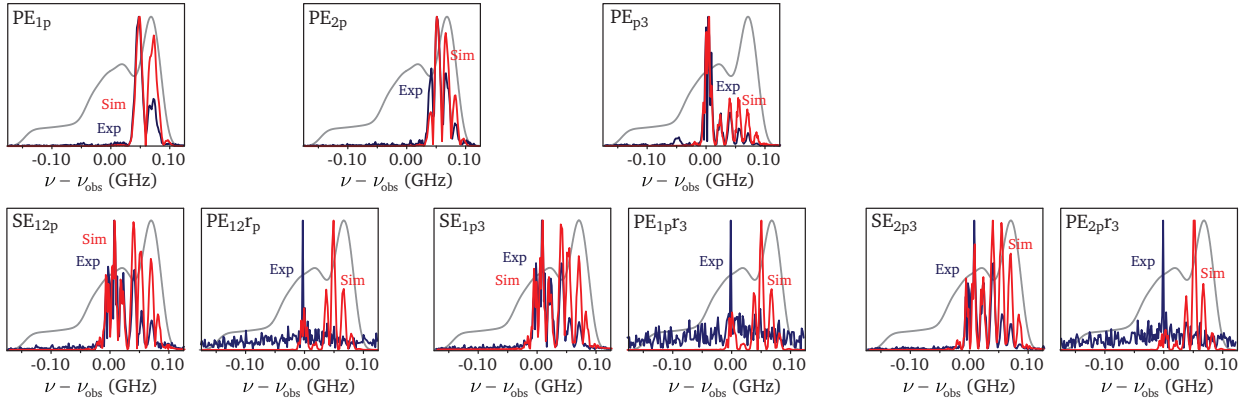 PE1p
Sim
Exp
-0.10 0.00 0.10
ν − νobs (GHz)
PE2p
Sim
Exp
-0.10 0.00 0.10
ν − νobs (GHz)
PEp3
Exp
Sim
-0.10 0.00 0.10
ν − νobs (GHz)
SE12p
Sim
Exp
-0.10 0.00 0.10
ν − νobs (GHz)
PE12rp
Exp
Sim
-0.10 0.00 0.10
ν − νobs (GHz)
SE1p3
Exp
Sim
-0.10 0.00 0.10
ν − νobs (GHz)
PE1pr3
Exp
Sim
-0.10 0.00 0.10
ν − νobs (GHz)
SE2p3
Sim
Exp
-0.10 0.00 0.10
ν − νobs (GHz)
PE2pr3
Exp
Sim
-0.10 0.00 0.10
ν − νobs (GHz)